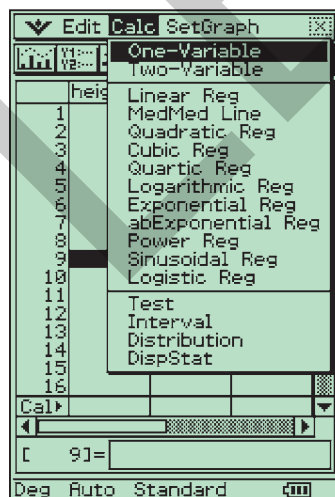 Edit Calc SetGraph
One-Variable
Two-Variable
heig
Linear Reg
MedMed Line
Quadratic Reg
Cubic Reg
Quartic Reg
Logarithmic Reg
Exponential Reg
abExponential Reg
Power Reg
Sinusoidal Reg
Logistic Reg
Test
Interval
Distribution
DispStat
1
2
3
4
5
6
7
8
9
10
11
12
13
14
15
16
Cal
[ 9]=
Deg Auto Standard